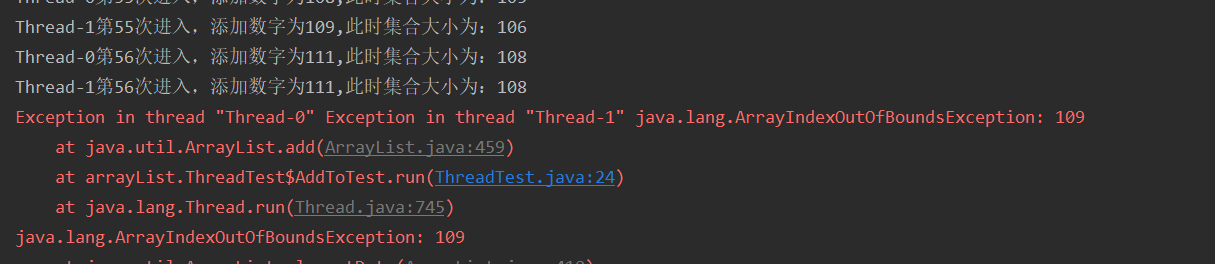 Thread-1第55次进入，添加数字为109,此时集合大小为：106
Thread-0第56次进入，添加数字为111,此时集合大小为：108
Thread-1第56次进入，添加数字为111,此时集合大小为：108
Exception in thread "Thread-0" Exception in thread "Thread-1" java.lang.ArrayIndexOutOfBoundsException: 109
at java.util.ArrayList.add(ArrayList.java:459)
at arrayList.ThreadTest$AddToTest.run(ThreadTest.java:24)
at java.lang.Thread.run(Thread.java:745)
java.lang.ArrayIndexOutOfBoundsException: 109